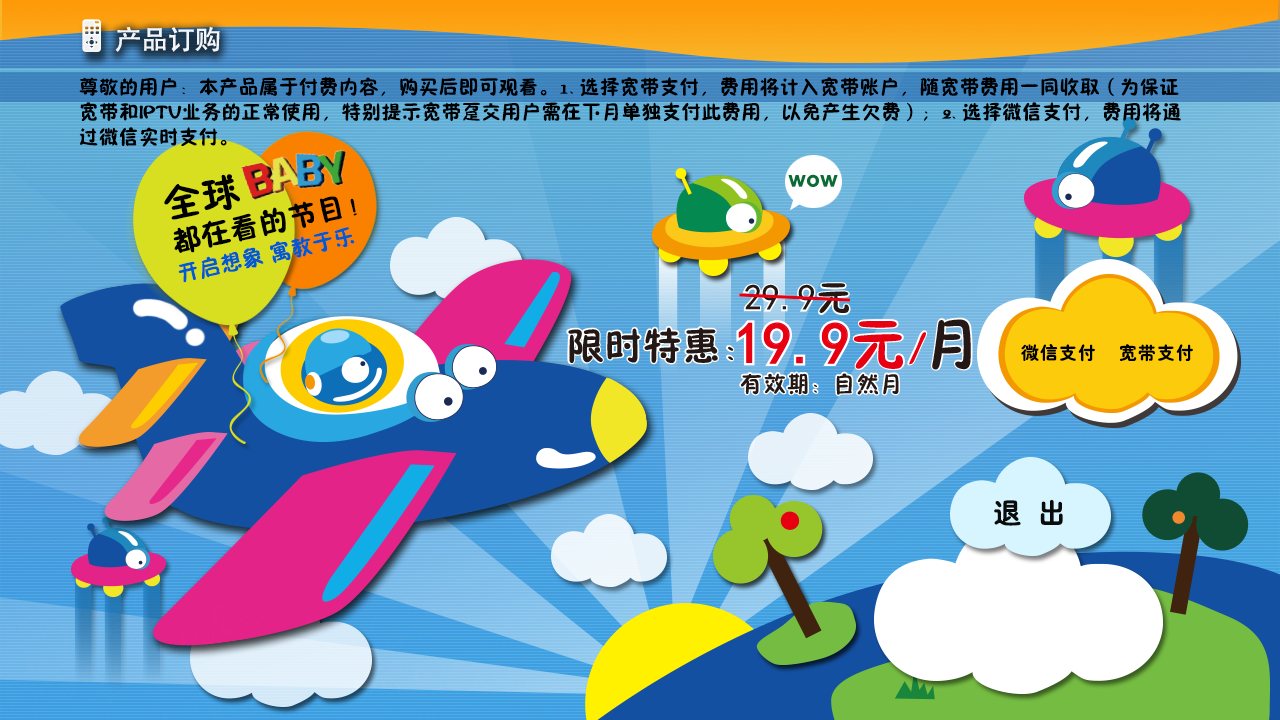 产品订购
尊敬的用户：本产品属于付费内容，购买后即可观看。1.选择宽带支付，费用将计入宽带账户，随宽带费用一同收取（为保证
宽带和IPTV业务的正常使用，特别提示宽带趸交用户需在下月单独支付此费用，以免产生欠费）；2.选择微信支付，费用将通
过微信实时支付。
全球BABY
都在看的节目！
开启想象 寓教于乐
WOW
29.9元
限时特惠：19.9元/月
有效期：自然月
微信支付 宽带支付
退 出